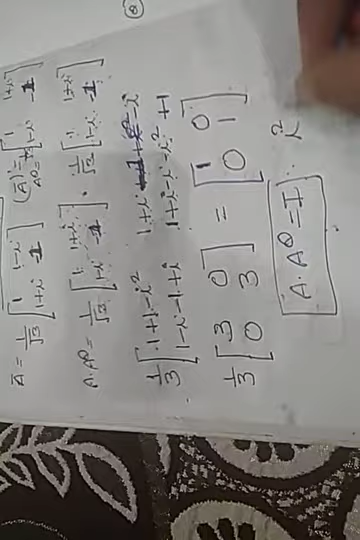 Ā = 1/√3 [1 1-i; 1+i -1] (Ā)' = [1 1+i; 1-i -1]
A·A^θ = 1/√3 [1 1+i; 1-i -1] · 1/√3 [1 1+i; 1-i -1]
1/3 [1+1-i² 1+i-1-i; 1-i-1+i 1+i-i-i²+1]
1/3 [3 0; 0 3] = [1 0; 0 1]
A·A^θ = I